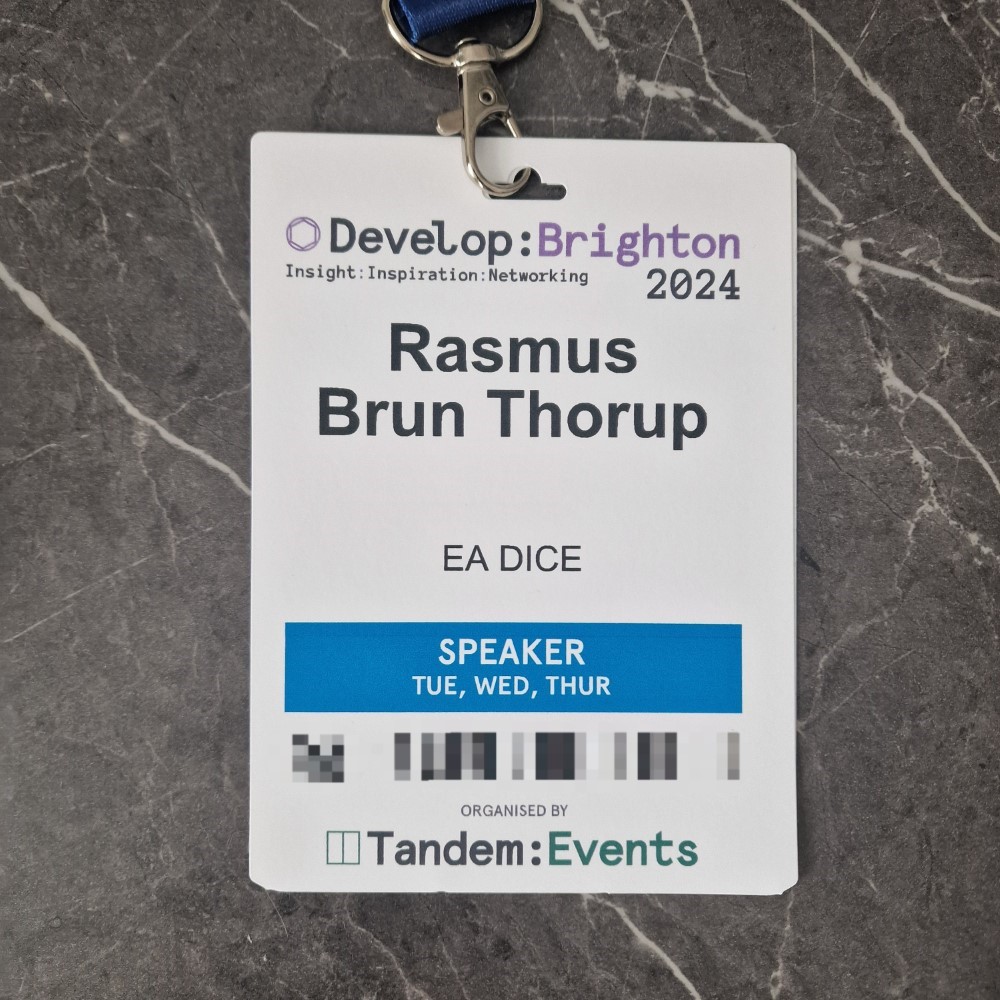 Develop:Brighton
Insight:Inspiration:Networking
2024
Rasmus
Brun Thorup
EA DICE
SPEAKER
TUE, WED, THUR
ORGANISED BY
Tandem:Events